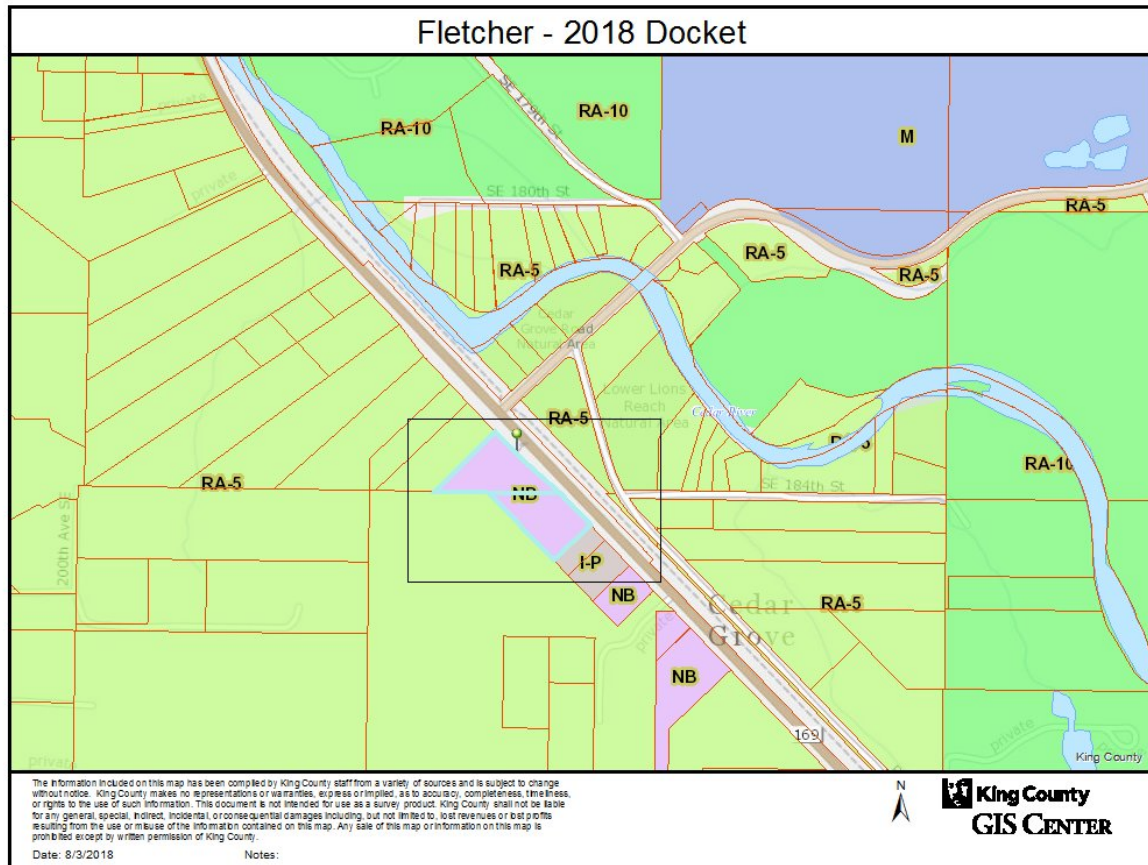 Fletcher - 2018 Docket
private
SE 179th St
RA-10
RA-10
M
private
SE 180th St
RA-5
RA-5
RA-5
RA-5
Cedar
Grove Road
Natural Area
Lower Lions
Reach
Natural Area
Cedar River
RA-5
RA-5
RA-10
RA-5
NB
SE 184th St
200th Ave SE
I-P
NB
Cedar
Grove
RA-5
private
NB
169
private
private
King County
The information included on this map has been compiled by King County staff from a variety of sources and is subject to change
without notice. King County makes no representations or warranties, express or implied, as to accuracy, completeness, timeliness,
or rights to the use of such information. This document is not intended for use as a survey product. King County shall not be liable
for any general, special, indirect, incidental, or consequential damages including, but not limited to, lost revenues or lost profits
resulting from the use or misuse of the information contained on this map. Any sale of this map or information on this map is
prohibited except by written permission of King County.
Date: 8/3/2018 Notes:
N
King County
GIS CENTER